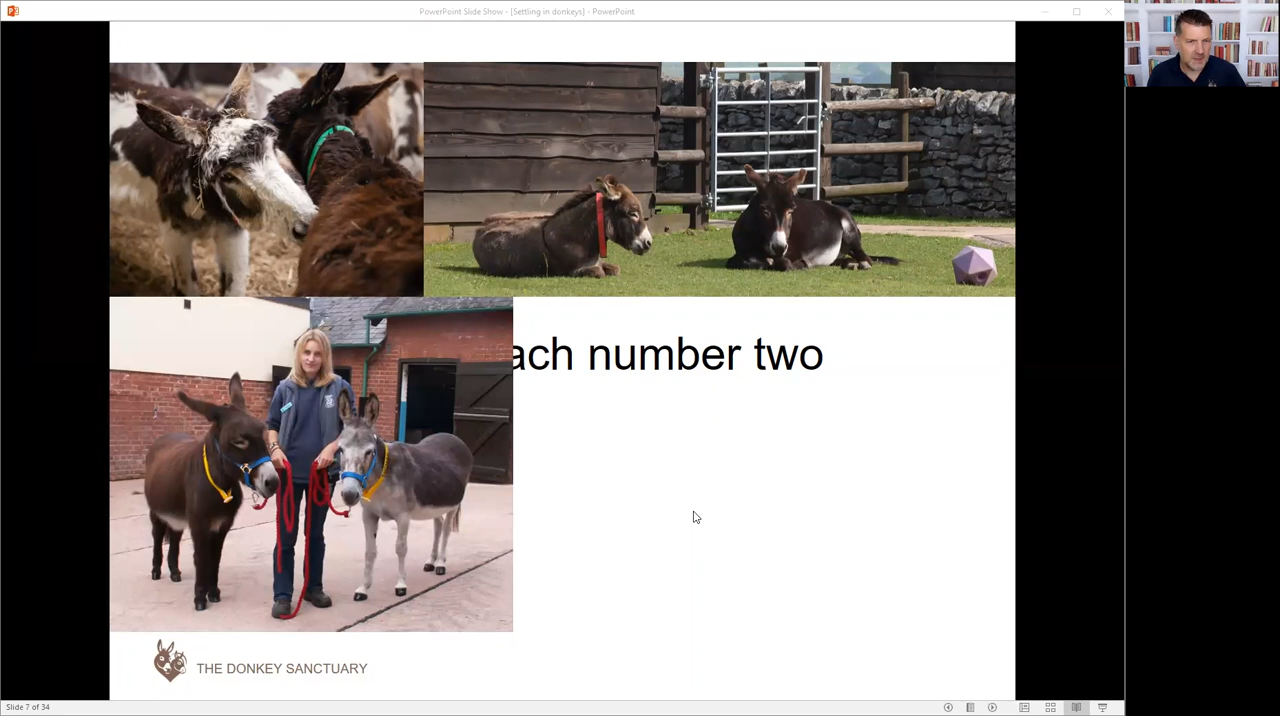 PowerPoint Slide Show - [Settling in donkeys] - PowerPoint
ach number two
THE DONKEY SANCTUARY
Slide 7 of 34